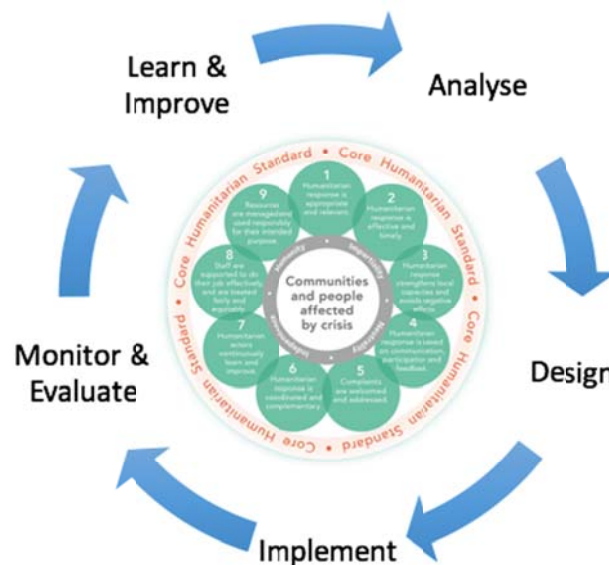 Learn &
Improve
Analyse
Design
Implement
Monitor &
Evaluate
Core Humanitarian Standard • Core Humanitarian Standard • Core Humanitarian Standard • Core Humanitarian Standard • Core Humanitarian Standard •
1
Humanitarian
response is
appropriate
and relevant.
2
Humanitarian
response is
effective and
timely.
3
Humanitarian
response
strengthens local
capacities and
avoids negative
effects.
4
Humanitarian
response is based
on communication,
participation and
feedback.
5
Complaints
are welcomed
and addressed.
6
Humanitarian
response is
coordinated and
complementary.
7
Humanitarian
actors
continuously
learn and
improve.
8
Staff are
supported to do
their job effectively,
and are treated
fairly and
equitably.
9
Resources
are managed and
used responsibly
for their intended
purpose.
Humanity
Impartiality
Neutrality
Independence
Communities
and people
affected
by crisis